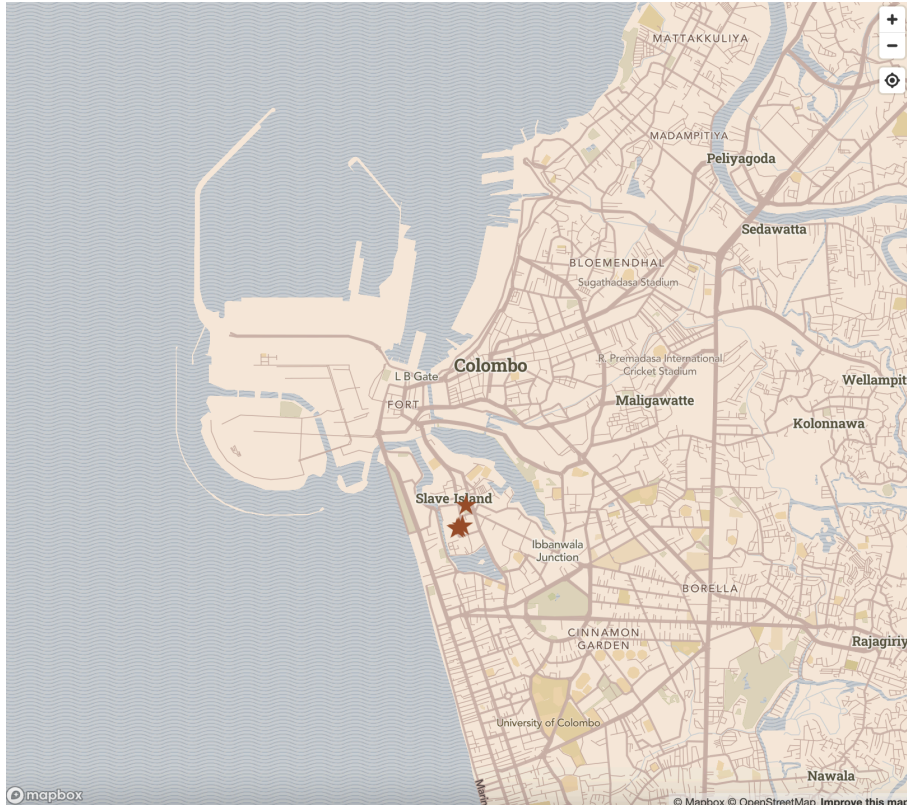 MATTAKKULIYA
MADAMPITIYA
Peliyagoda
Sedawatta
BLOEMENDHAL
Sugathadasa Stadium
L B Gate
Colombo
R. Premadasa International
Cricket Stadium
Wellampit
FORT
Maligawatte
Kolonnawa
Slave Island
Ibbanwala
Junction
BORELLA
CINNAMON
GARDEN
Rajagiriy
University of Colombo
Nawala
Marin
mapbox
© Mapbox © OpenStreetMap Improve this map